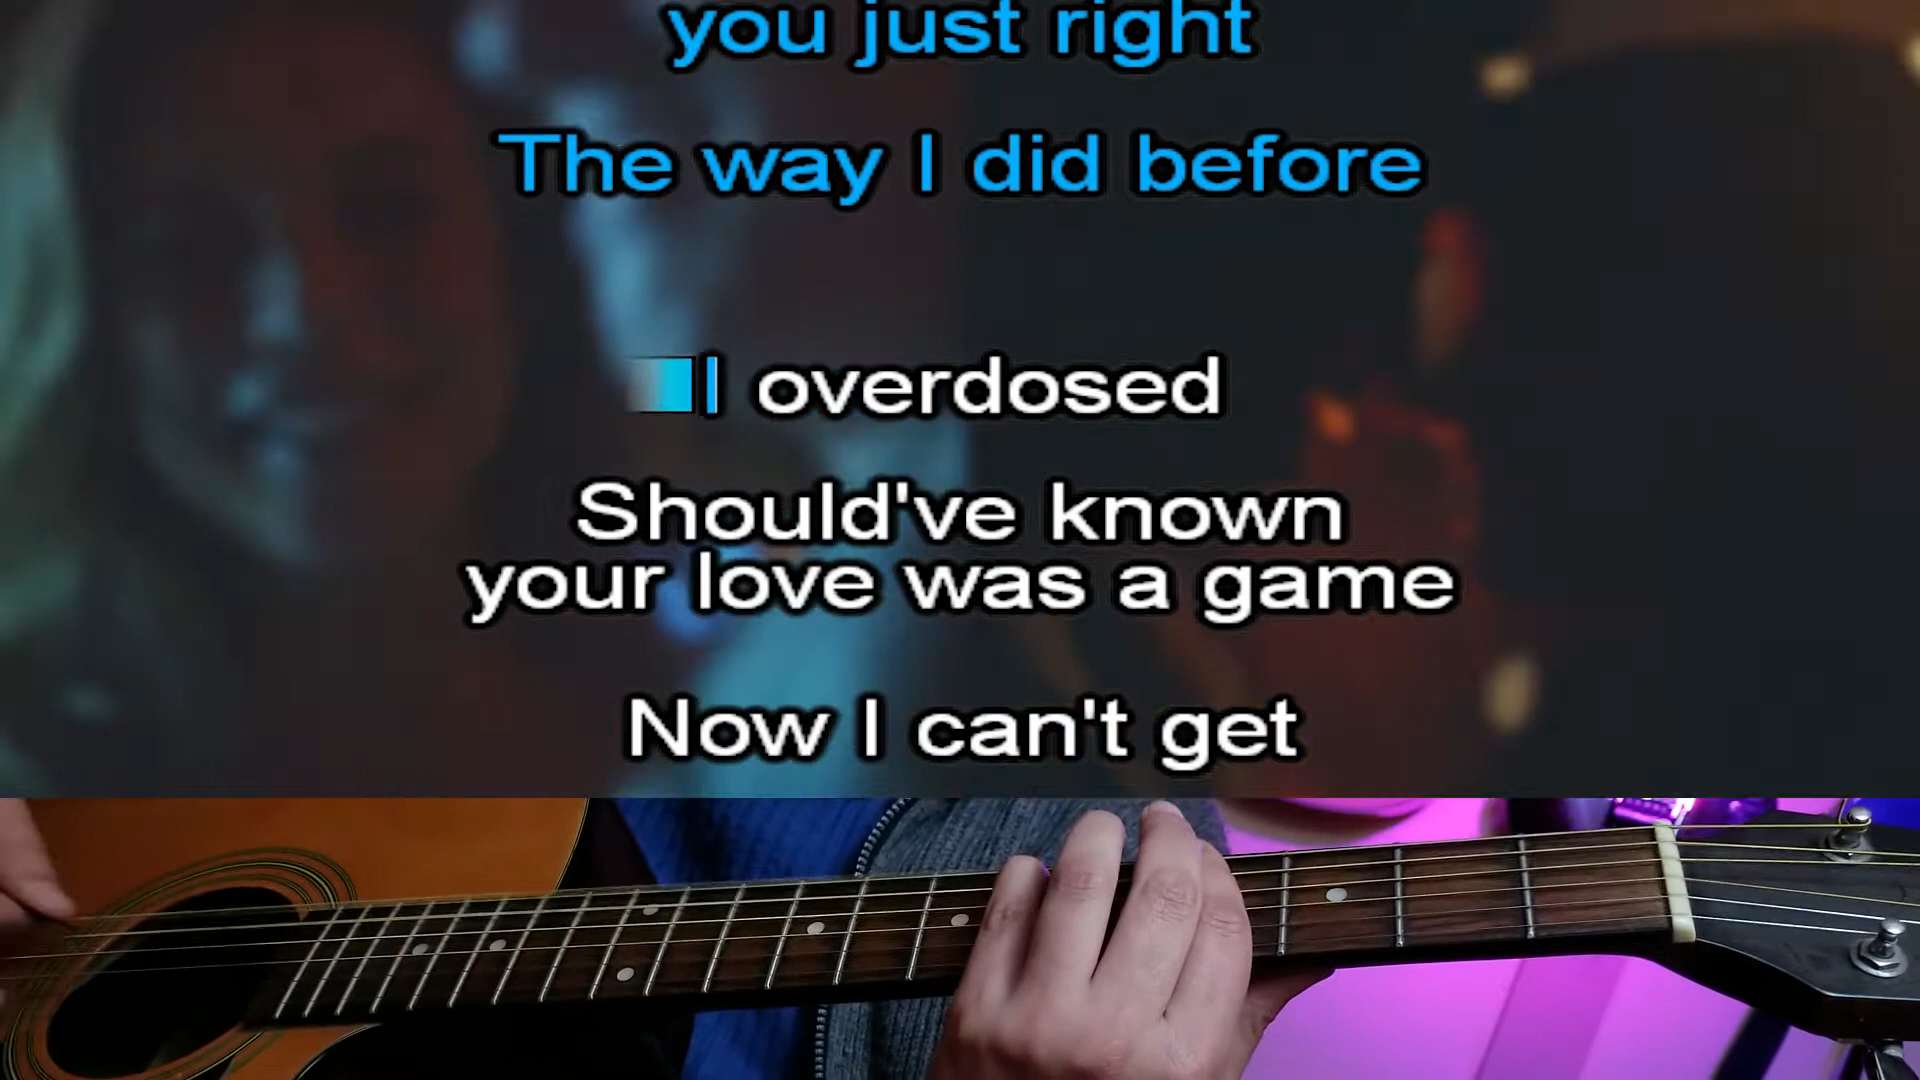 you just right
The way I did before
I overdosed
Should've known
your love was a game
Now I can't get